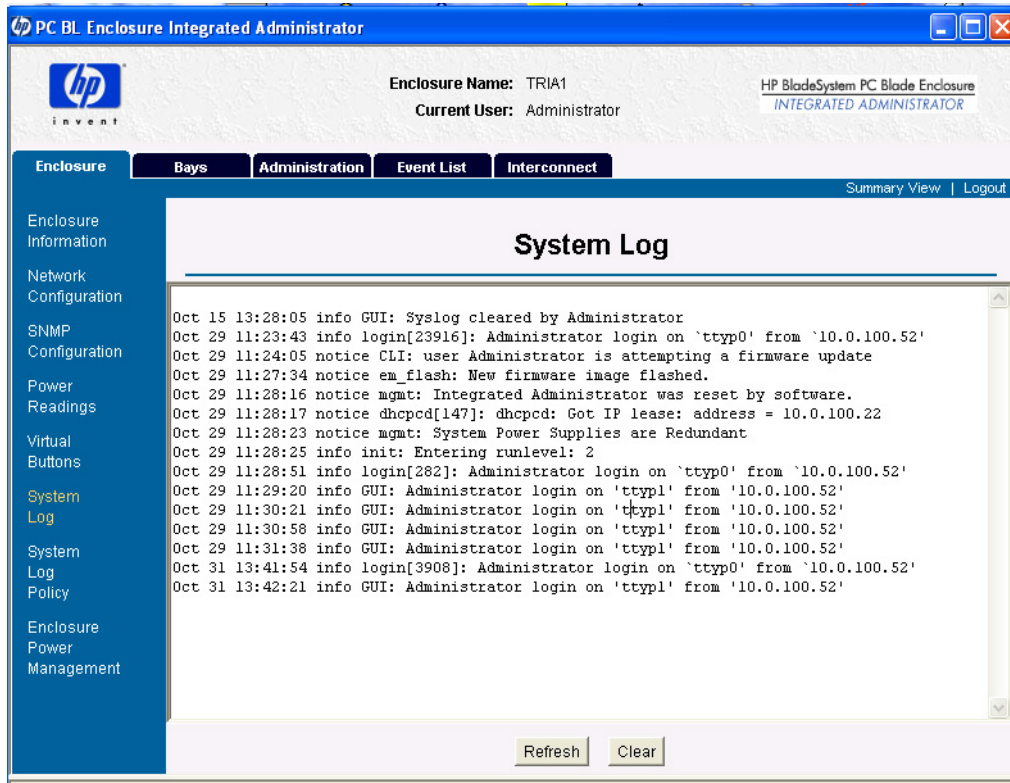 PC BL Enclosure Integrated Administrator
hp
invent
Enclosure Name: TRIA1
Current User: Administrator
HP BladeSystem PC Blade Enclosure
INTEGRATED ADMINISTRATOR
Enclosure Bays Administration Event List Interconnect
Summary View | Logout
Enclosure
Information
Network
Configuration
SNMP
Configuration
Power
Readings
Virtual
Buttons
System
Log
System
Log
Policy
Enclosure
Power
Management
System Log
Oct 15 13:28:05 info GUI: Syslog cleared by Administrator
Oct 29 11:23:43 info login[23916]: Administrator login on `ttyp0' from `10.0.100.52'
Oct 29 11:24:05 notice CLI: user Administrator is attempting a firmware update
Oct 29 11:27:34 notice em_flash: New firmware image flashed.
Oct 29 11:28:16 notice mgmt: Integrated Administrator was reset by software.
Oct 29 11:28:17 notice dhcpcd[147]: dhcpcd: Got IP lease: address = 10.0.100.22
Oct 29 11:28:23 notice mgmt: System Power Supplies are Redundant
Oct 29 11:28:25 info init: Entering runlevel: 2
Oct 29 11:28:51 info login[282]: Administrator login on `ttyp0' from `10.0.100.52'
Oct 29 11:29:20 info GUI: Administrator login on 'ttyp1' from '10.0.100.52'
Oct 29 11:30:21 info GUI: Administrator login on 'ttyp1' from '10.0.100.52'
Oct 29 11:30:58 info GUI: Administrator login on 'ttyp1' from '10.0.100.52'
Oct 29 11:31:38 info GUI: Administrator login on 'ttyp1' from '10.0.100.52'
Oct 31 13:41:54 info login[3908]: Administrator login on `ttyp0' from `10.0.100.52'
Oct 31 13:42:21 info GUI: Administrator login on 'ttyp1' from '10.0.100.52'
Refresh Clear